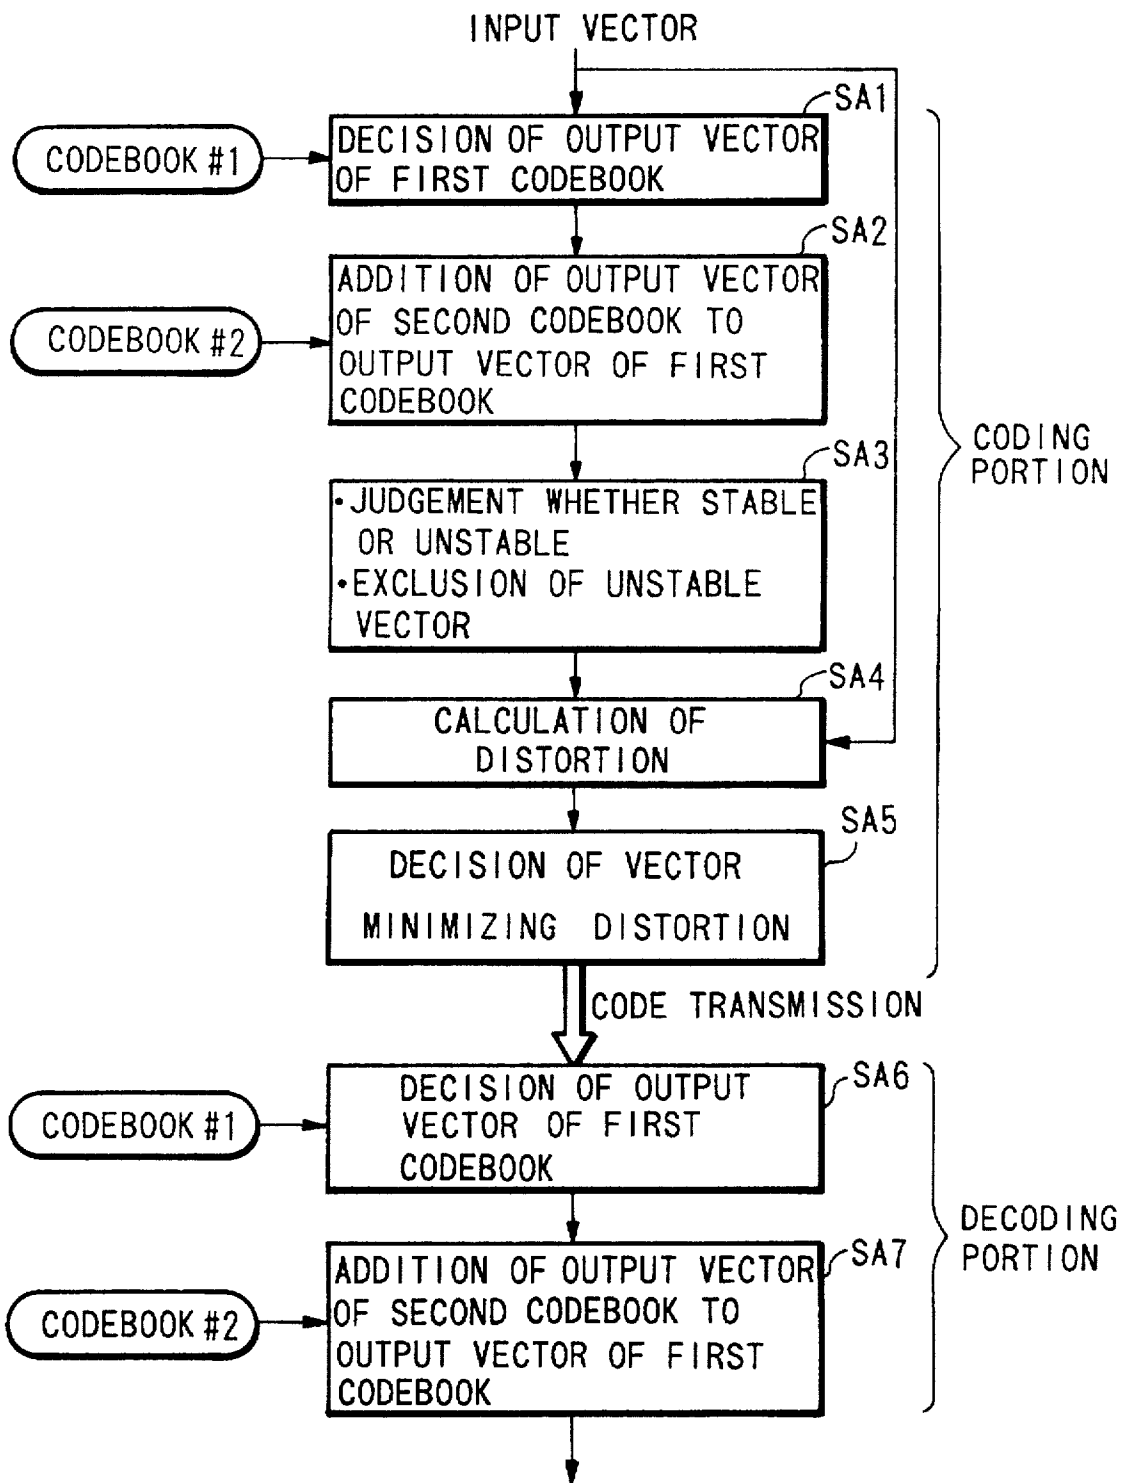 INPUT VECTOR
SA1
CODEBOOK #1
DECISION OF OUTPUT VECTOR
OF FIRST CODEBOOK
SA2
CODEBOOK #2
ADDITION OF OUTPUT VECTOR
OF SECOND CODEBOOK TO
OUTPUT VECTOR OF FIRST
CODEBOOK
CODING
PORTION
SA3
•JUDGEMENT WHETHER STABLE
OR UNSTABLE
•EXCLUSION OF UNSTABLE
VECTOR
SA4
CALCULATION OF
DISTORTION
SA5
DECISION OF VECTOR
MINIMIZING DISTORTION
CODE TRANSMISSION
SA6
CODEBOOK #1
DECISION OF OUTPUT
VECTOR OF FIRST
CODEBOOK
DECODING
PORTION
SA7
CODEBOOK #2
ADDITION OF OUTPUT VECTOR
OF SECOND CODEBOOK TO
OUTPUT VECTOR OF FIRST
CODEBOOK